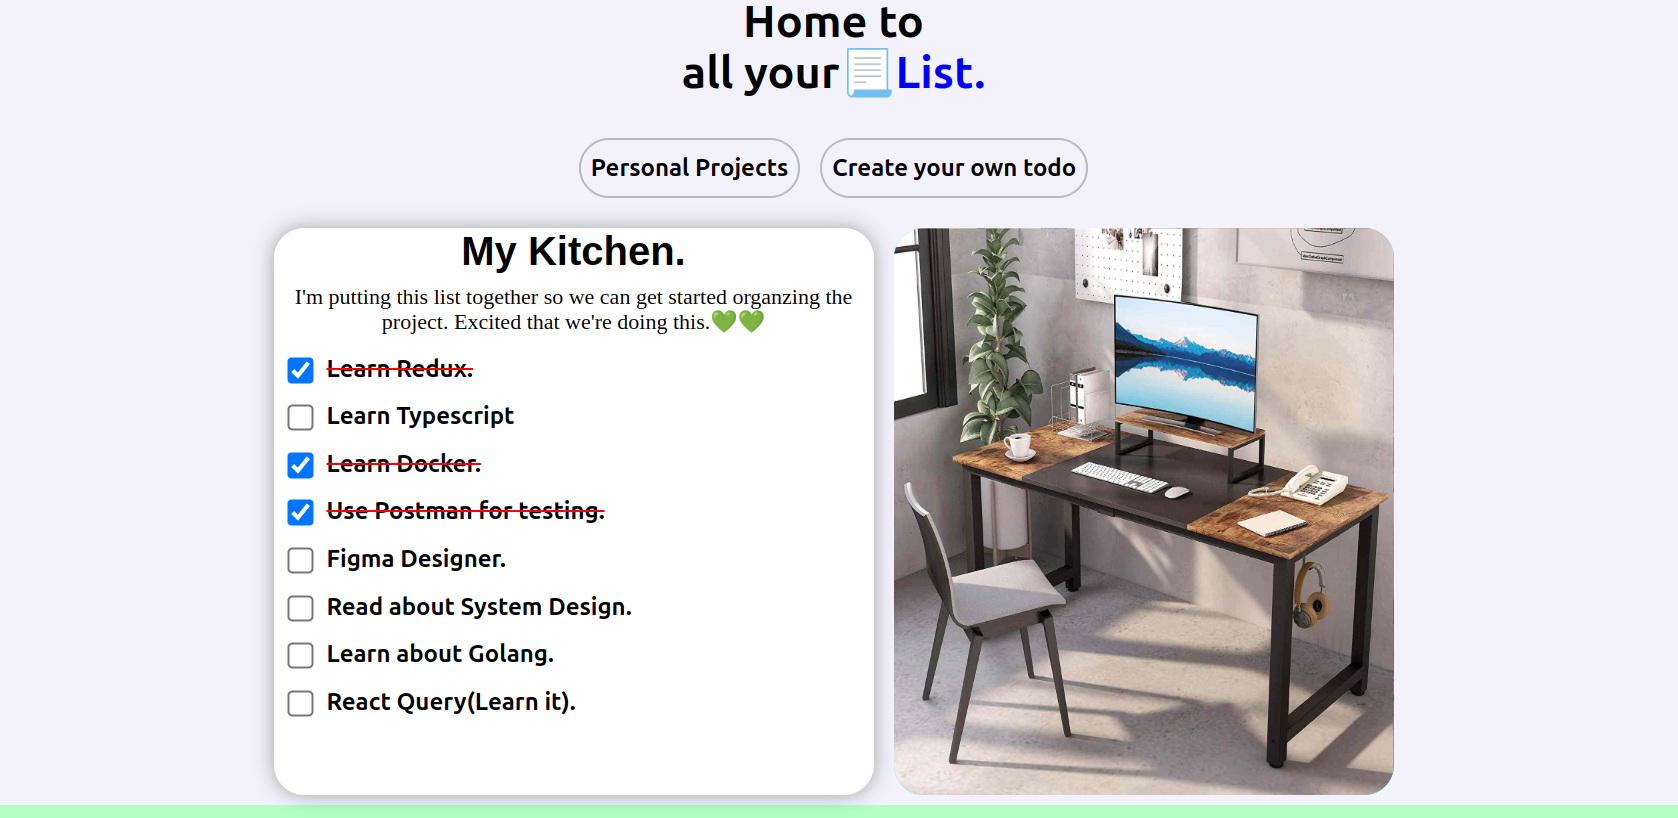 Home to
all your📃List.
Personal Projects
Create your own todo
My Kitchen.
I'm putting this list together so we can get started organzing the
project. Excited that we're doing this.💚💚
Learn Redux.
Learn Typescript
Learn Docker.
Use Postman for testing.
Figma Designer.
Read about System Design.
Learn about Golang.
React Query(Learn it).